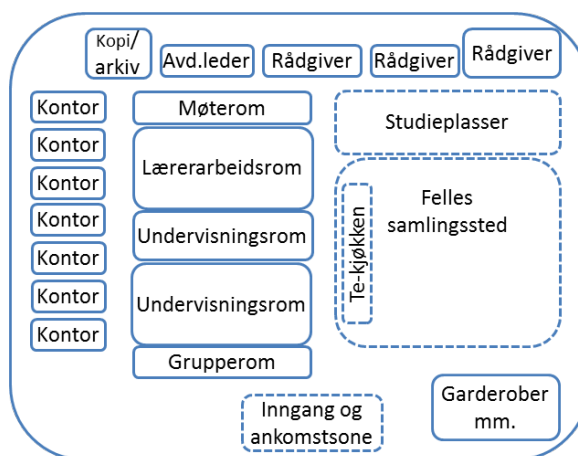 Kopi/
arkiv
Avd.leder
Rådgiver
Rådgiver
Rådgiver
Kontor
Kontor
Kontor
Kontor
Kontor
Kontor
Kontor
Møterom
Lærerarbeidsrom
Undervisningsrom
Undervisningsrom
Grupperom
Studieplasser
Felles
samlingssted
Te-kjøkken
Inngang og
ankomstsone
Garderober
mm.